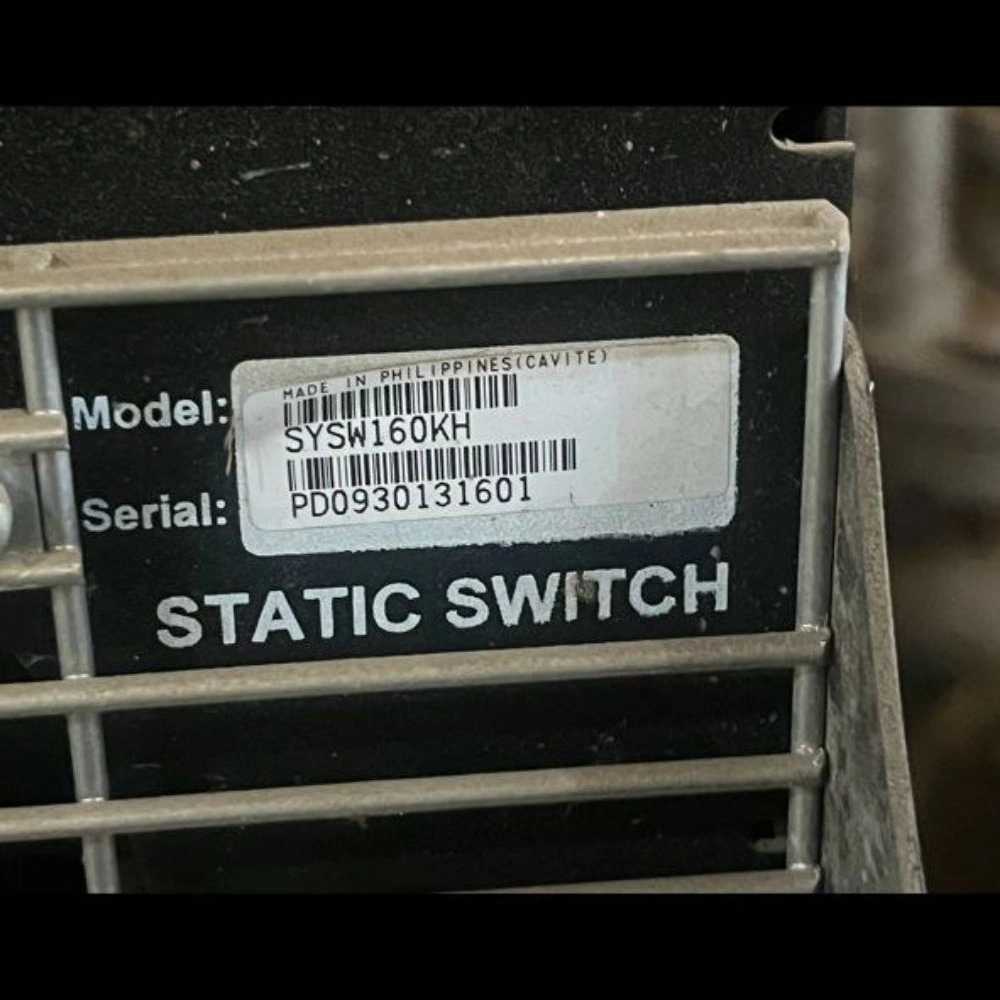 MADE IN PHILIPPINES(CAVITE)
Model: SYSW160KH
Serial: PD0930131601
STATIC SWITCH